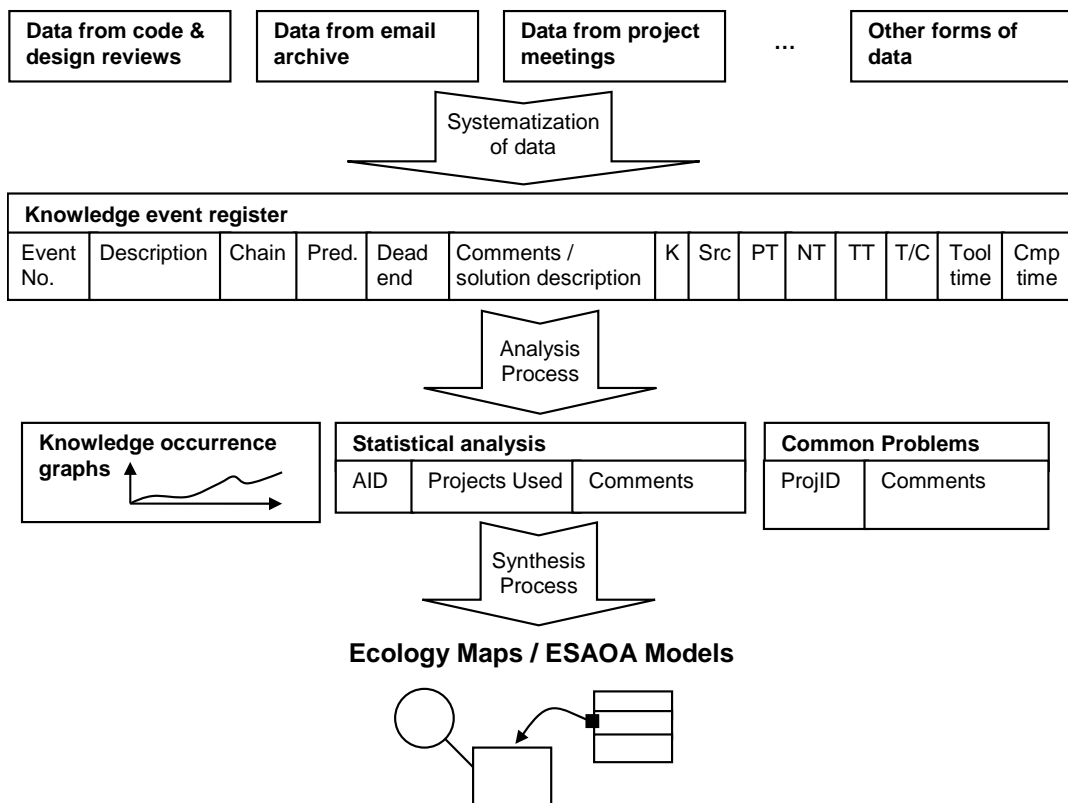 Data from code &
design reviews
Data from email
archive
Data from project
meetings
...
Other forms of
data
Systematization
of data
Knowledge event register
Event
No.
Description
Chain
Pred.
Dead
end
Comments /
solution description
K
Src
PT
NT
TT
T/C
Tool
time
Cmp
time
Analysis
Process
Knowledge occurrence
graphs
Statistical analysis
AID
Projects Used
Comments
Common Problems
ProjID
Comments
Synthesis
Process
Ecology Maps / ESAOA Models